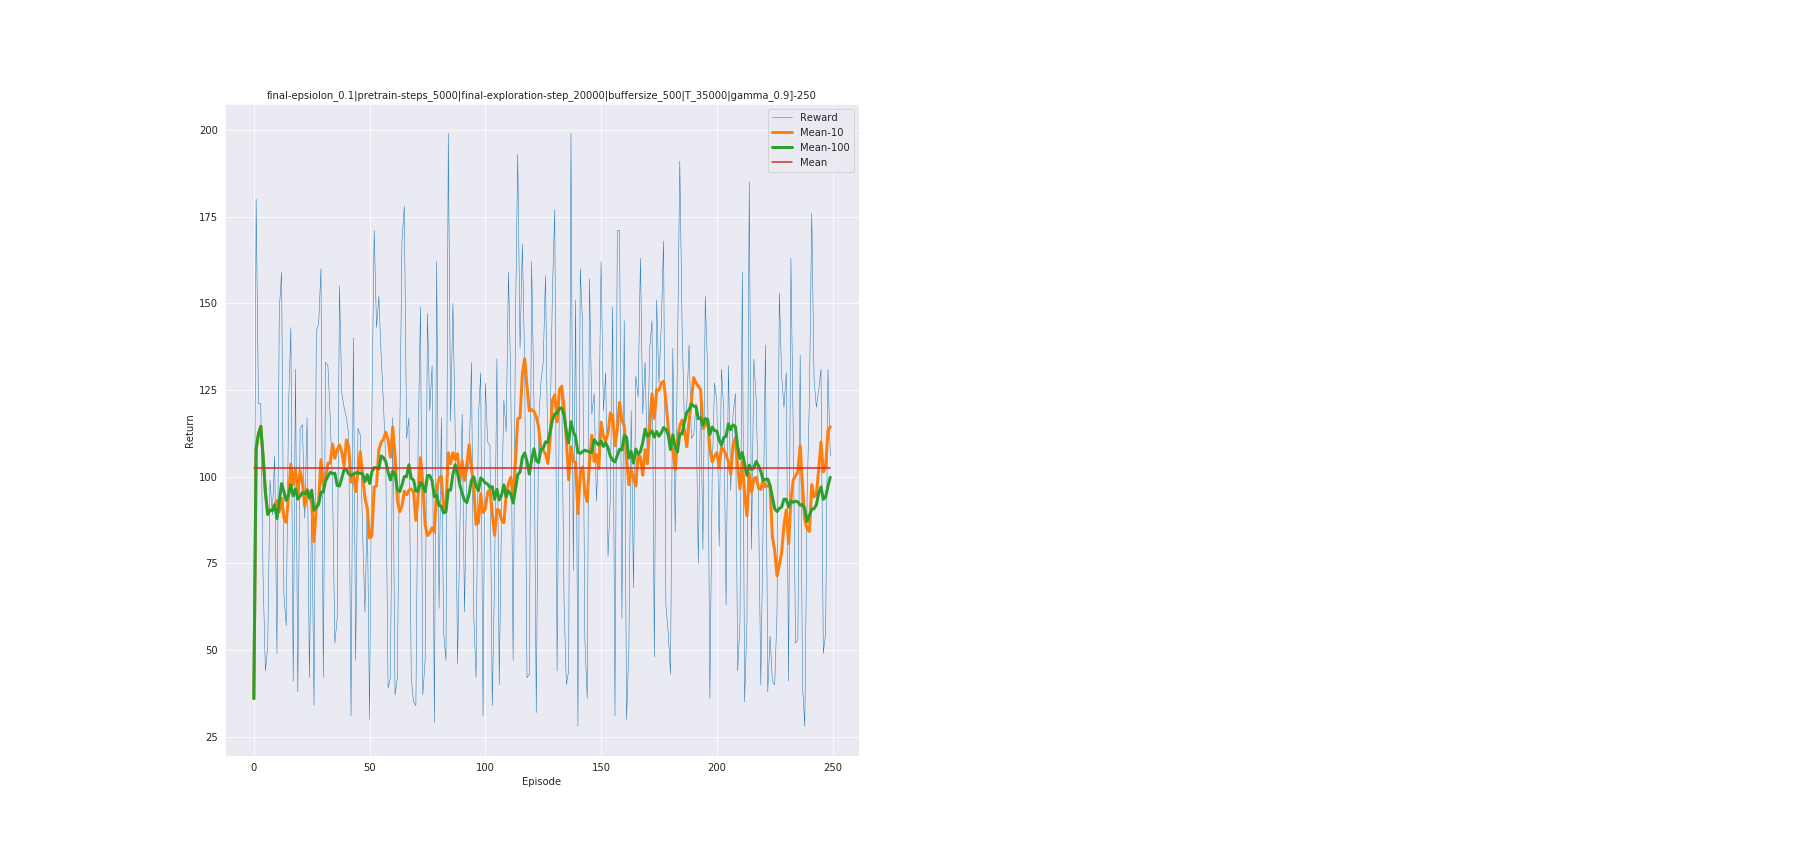 final-epsiolon_0.1|pretrain-steps_5000|final-exploration-step_20000|buffersize_500|T_35000|gamma_0.9]-250
Reward
Mean-10
Mean-100
Mean
200
175
150
125
100
75
50
25
Return
0 50 100 150 200 250
Episode